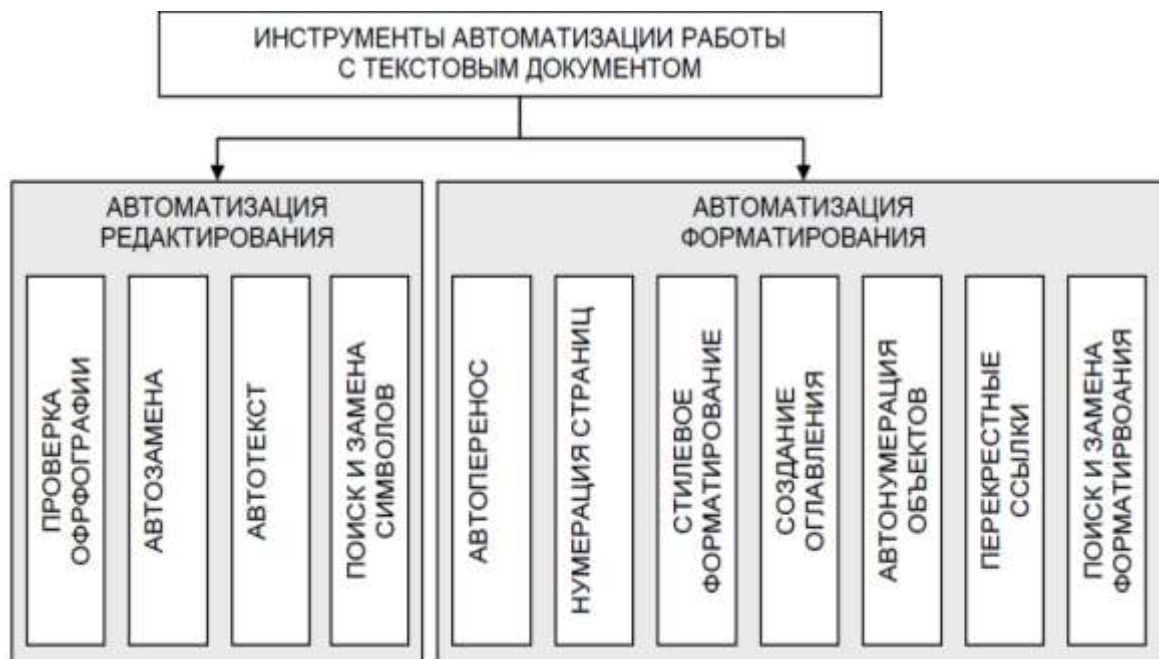 ИНСТРУМЕНТЫ АВТОМАТИЗАЦИИ РАБОТЫ
С ТЕКСТОВЫМ ДОКУМЕНТОМ
АВТОМАТИЗАЦИЯ
РЕДАКТИРОВАНИЯ
ПРОВЕРКА
ОФРФОГРАФИИ
АВТОЗАМЕНА
АВТОТЕКСТ
ПОИСК И ЗАМЕНА
СИМВОЛОВ
АВТОМАТИЗАЦИЯ
ФОРМАТИРОВАНИЯ
АВТОПЕРЕНОС
НУМЕРАЦИЯ СТРАНИЦ
СТИЛЕВОЕ
ФОРМАТИРОВАНИЕ
СОЗДАНИЕ
ОГЛАВЛЕНИЯ
АВТОНУМЕРАЦИЯ
ОБЪЕКТОВ
ПЕРЕКРЕСТНЫЕ
ССЫЛКИ
ПОИСК И ЗАМЕНА
ФОРМАТИРВОАНИЯ